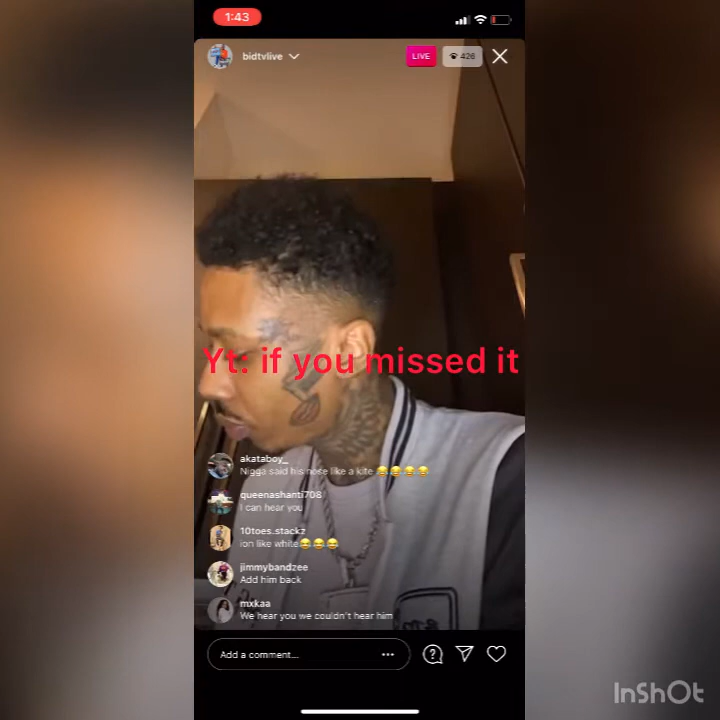 1:43
bidtvlive
LIVE
426
Yt: if you missed it
akataboy_
Nigga said his nose like a kite 😂😂😂😂
queenashanti708
I can hear you
10toes.stackz
ion like white😂😂😂
jimmybandzee
Add him back
mxkaa
We hear you we couldn't hear him
Add a comment...
InShOt